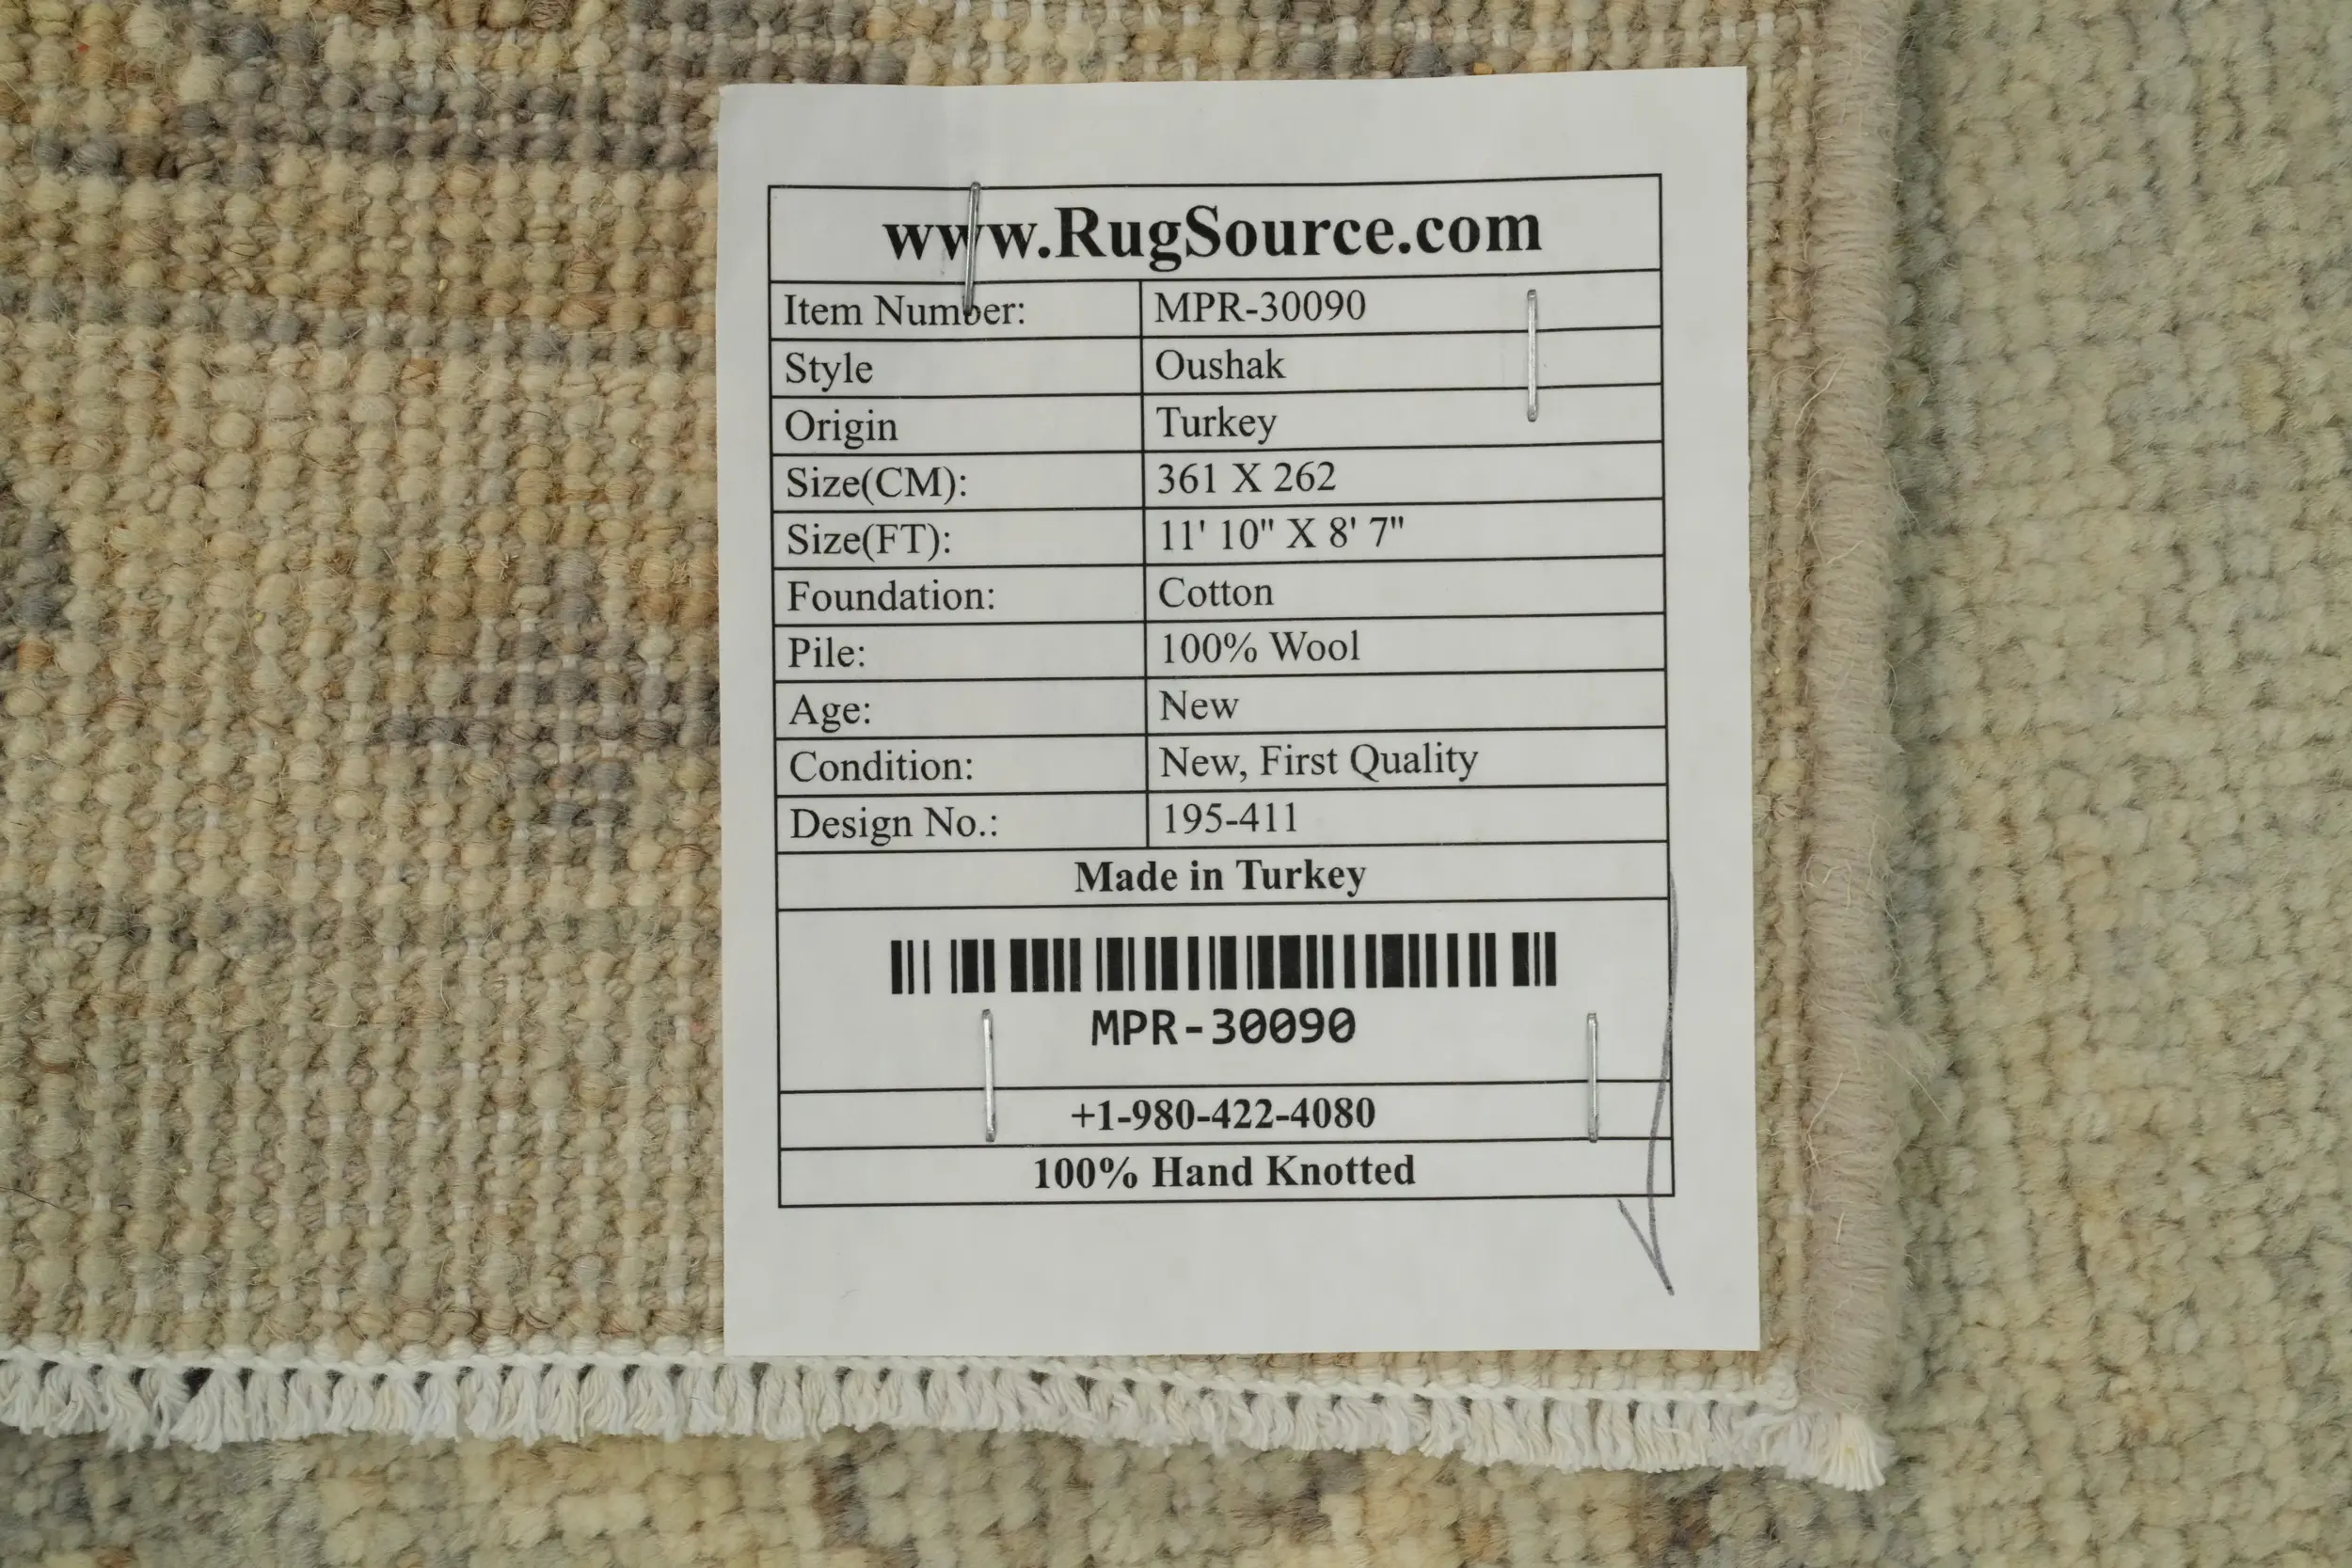 www.RugSource.com
Item Number: MPR-30090
Style Oushak
Origin Turkey
Size(CM): 361 X 262
Size(FT): 11' 10" X 8' 7"
Foundation: Cotton
Pile: 100% Wool
Age: New
Condition: New, First Quality
Design No.: 195-411
Made in Turkey
MPR-30090
+1-980-422-4080
100% Hand Knotted